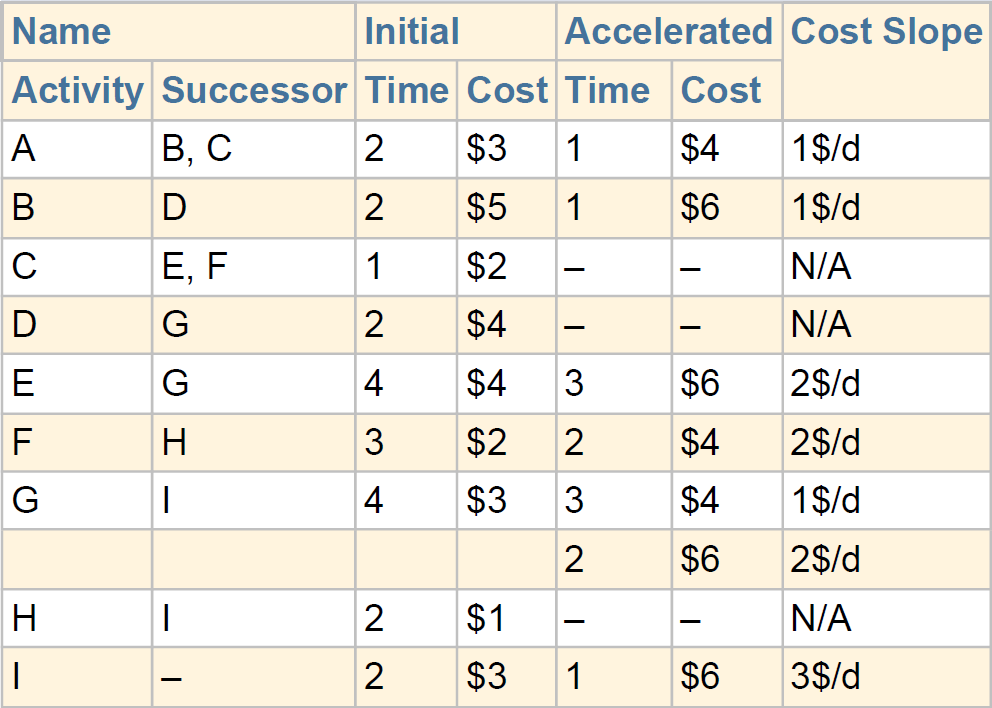 Name Initial Accelerated Cost Slope
Activity Successor Time Cost Time Cost
A B, C 2 $3 1 $4 1$/d
B D 2 $5 1 $6 1$/d
C E, F 1 $2 – – N/A
D G 2 $4 – – N/A
E G 4 $4 3 $6 2$/d
F H 3 $2 2 $4 2$/d
G I 4 $3 3 $4 1$/d
2 $6 2$/d
H I 2 $1 – – N/A
I – 2 $3 1 $6 3$/d